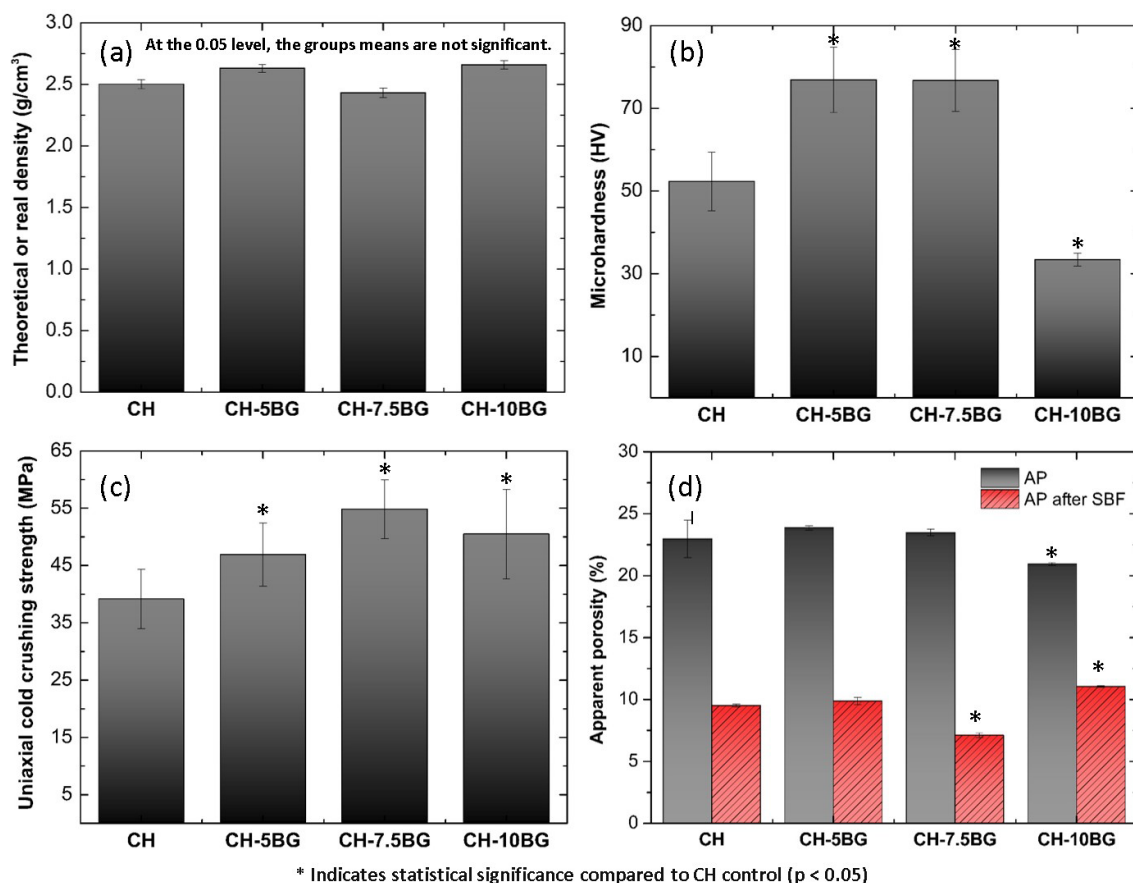 (a) At the 0.05 level, the groups means are not significant.
Theoretical or real density (g/cm³)
3.0
2.5
2.0
1.5
1.0
0.5
0.0
CH CH-5BG CH-7.5BG CH-10BG
(b)
Microhardness (HV)
90
70
50
30
10
* * *
CH CH-5BG CH-7.5BG CH-10BG
(c)
Uniaxial cold crushing strength (MPa)
65
55
45
35
25
15
5
* * *
CH CH-5BG CH-7.5BG CH-10BG
(d)
AP
AP after SBF
Apparent porosity (%)
30
25
20
15
10
5
0
* * *
CH CH-5BG CH-7.5BG CH-10BG
* Indicates statistical significance compared to CH control (p < 0.05)